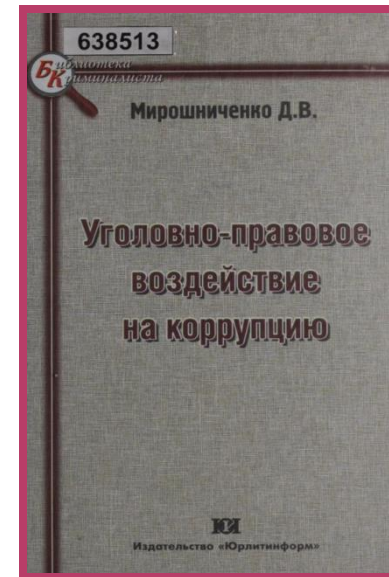 638513
Библиотека
Криминалиста
Мирошниченко Д.В.
Уголовно-правовое
воздействие
на коррупцию
Издательство «Юрлитинформ»